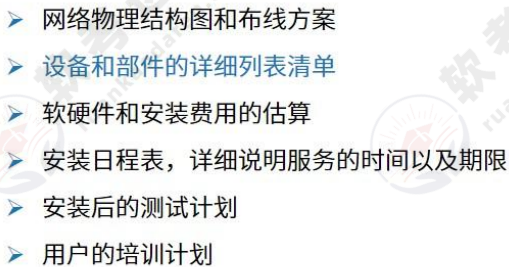 ➢ 网络物理结构图和布线方案
➢ 设备和部件的详细列表清单
➢ 软硬件和安装费用的估算
➢ 安装日程表，详细说明服务的时间以及期限
➢ 安装后的测试计划
➢ 用户的培训计划